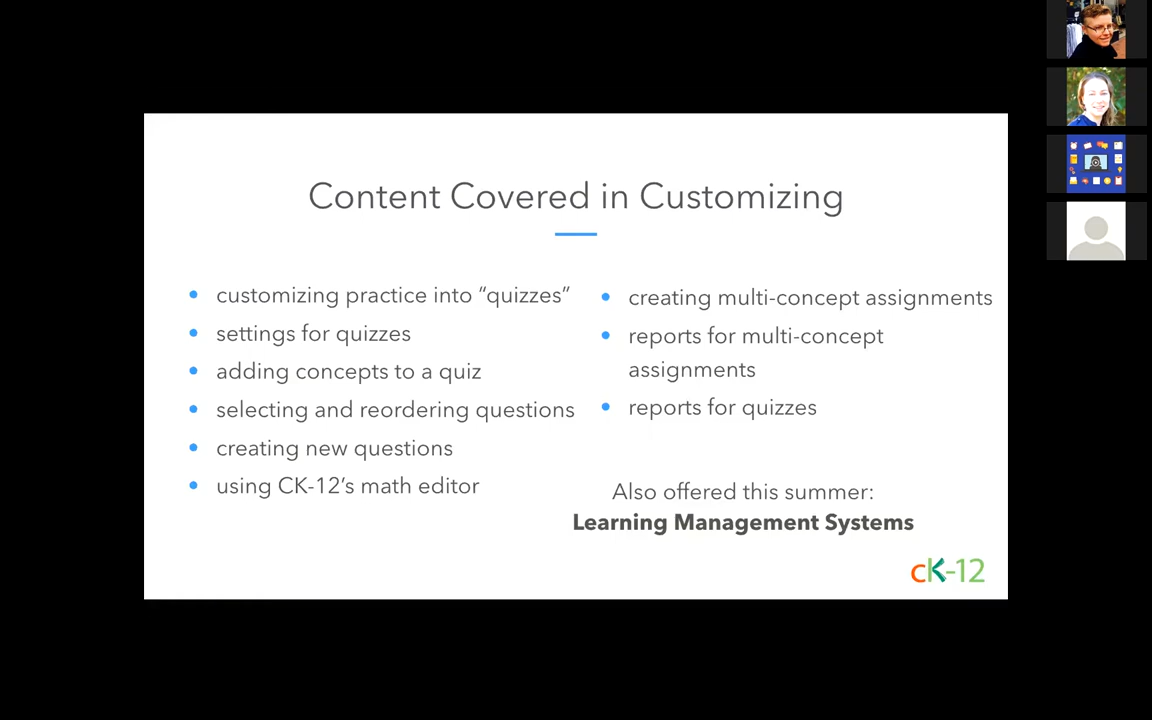 Content Covered in Customizing
customizing practice into “quizzes”
settings for quizzes
adding concepts to a quiz
selecting and reordering questions
creating new questions
using CK-12’s math editor
creating multi-concept assignments
reports for multi-concept
assignments
reports for quizzes
Also offered this summer:
Learning Management Systems
cK-12